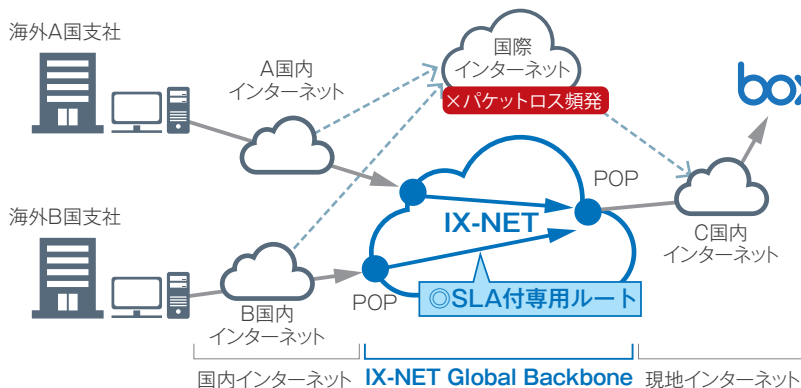 海外A国支社
A国内
インターネット
国際
インターネット
×パケットロス頻発
box
POP
IX-NET
C国内
インターネット
海外B国支社
B国内
インターネット
POP
◎SLA付専用ルート
国内インターネット
IX-NET Global Backbone
現地インターネット